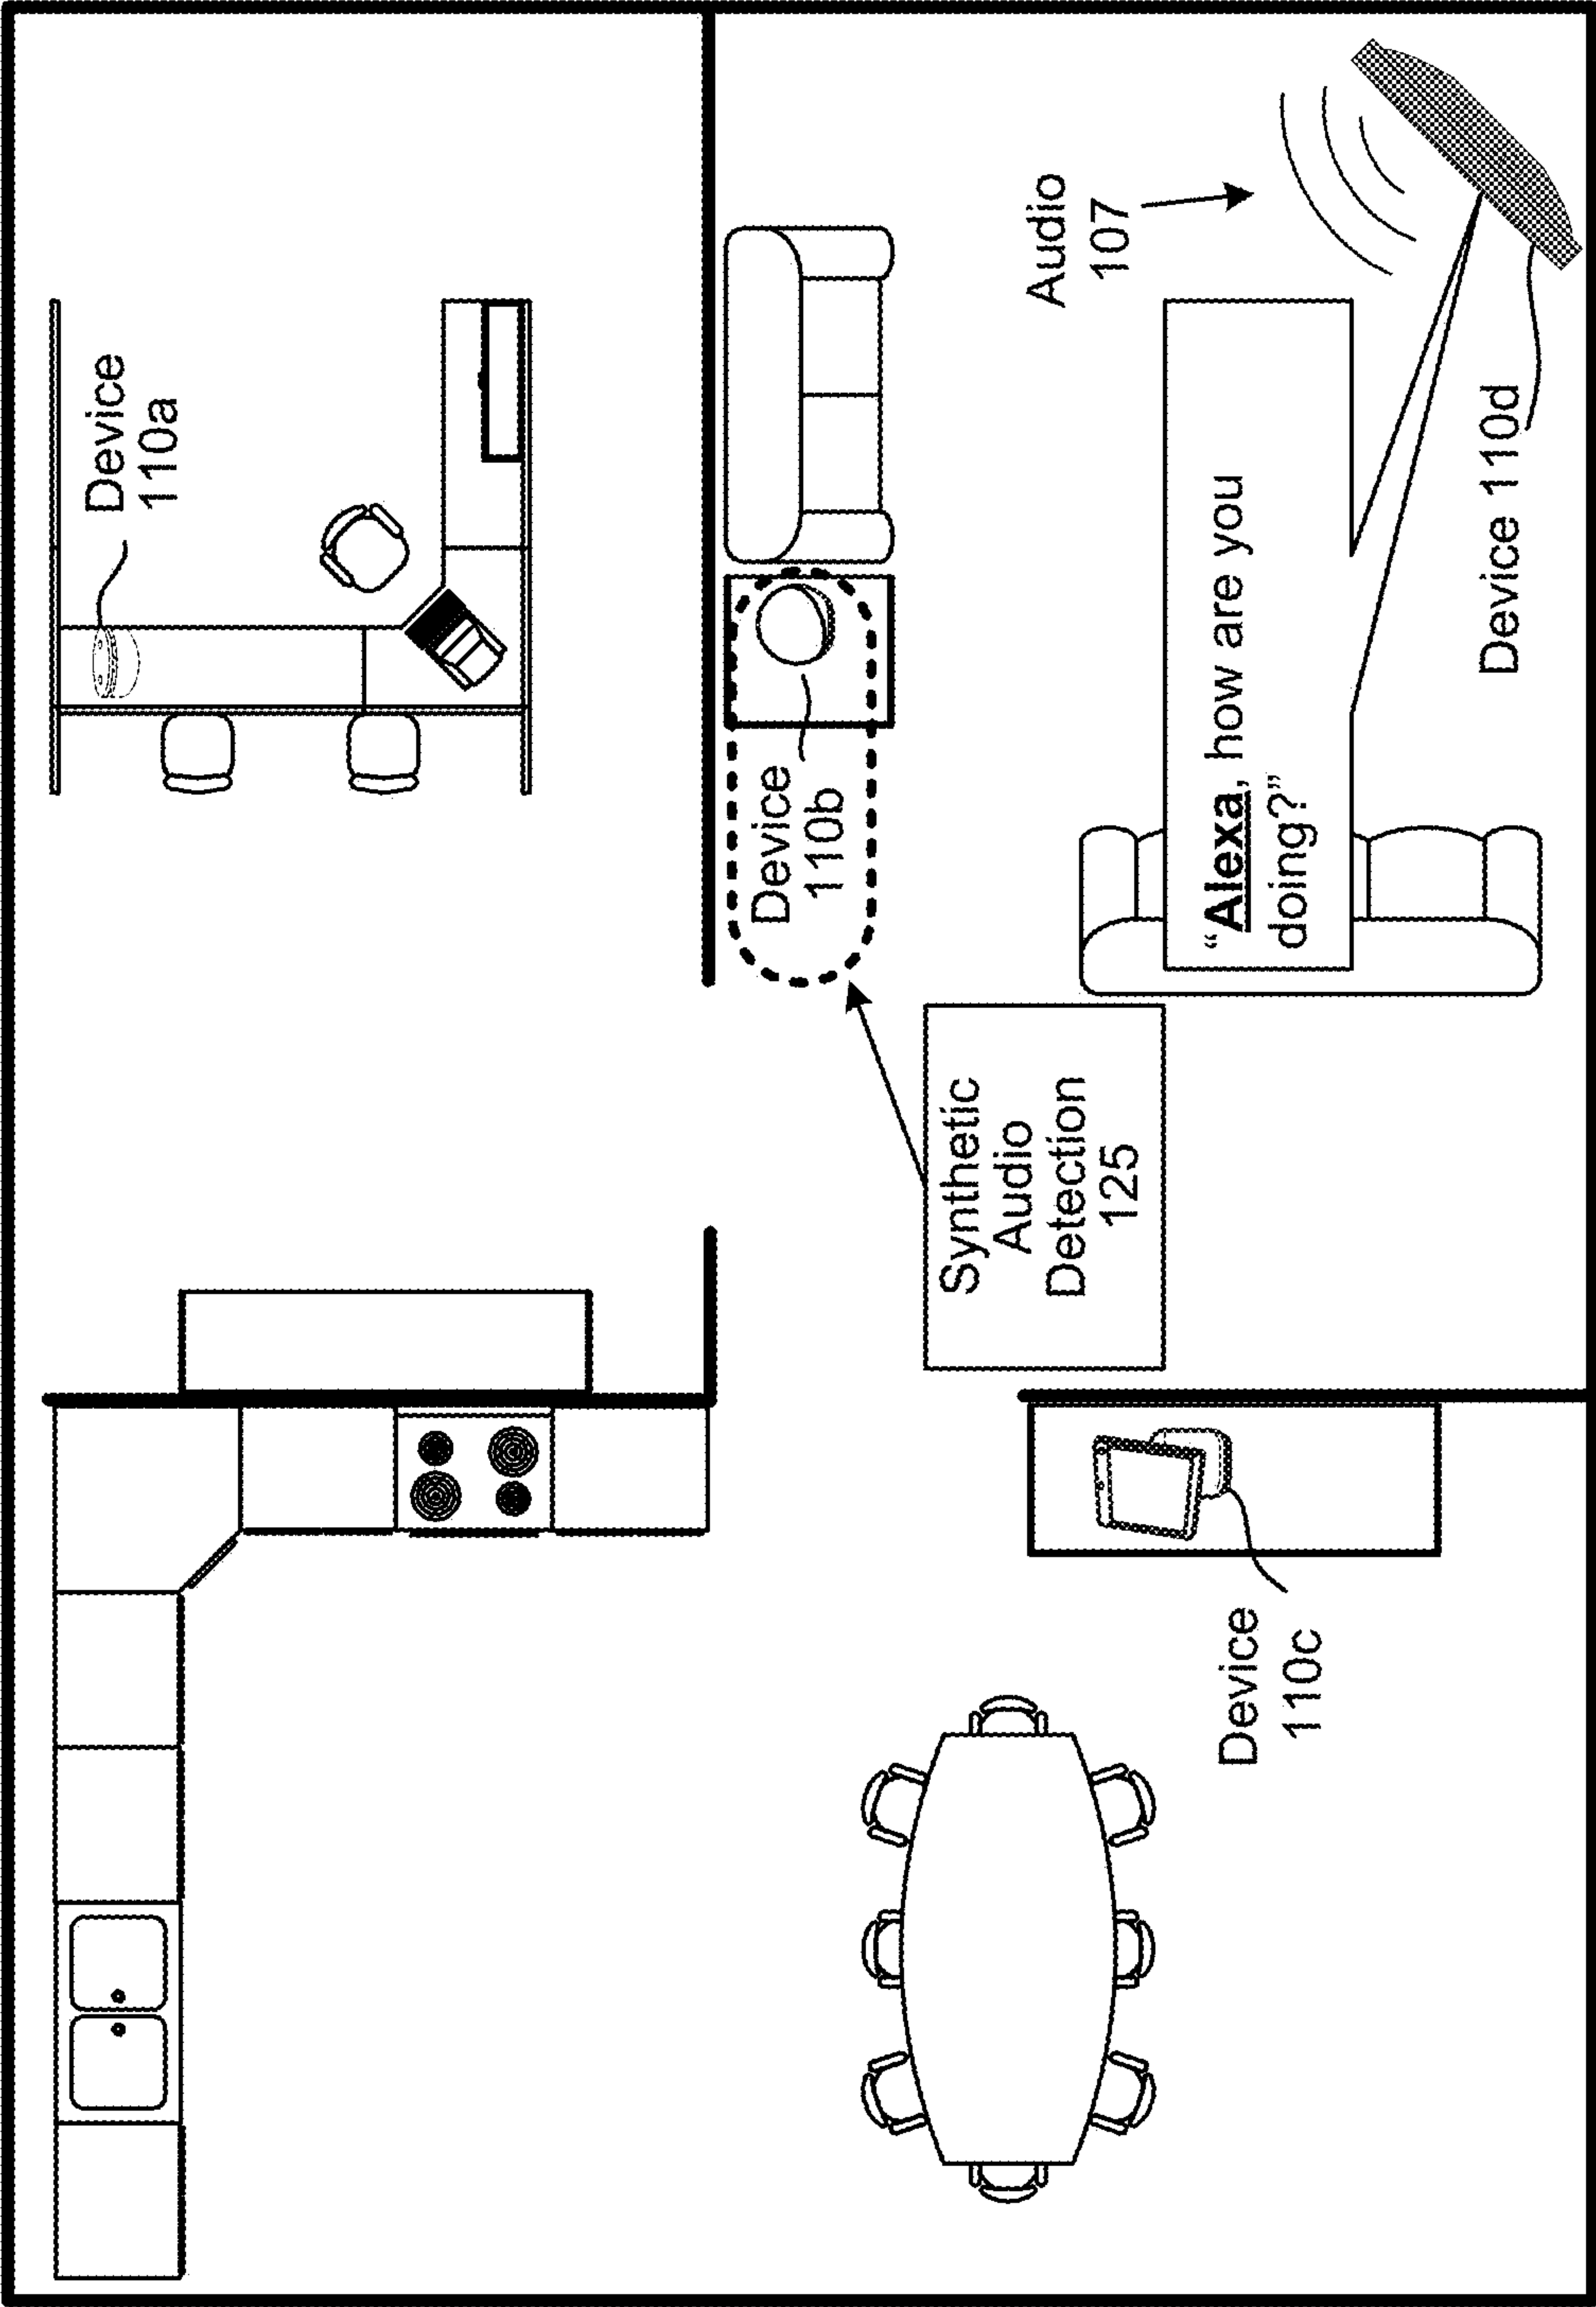 Device
110a
Device
110b
Audio
107
"Alexa, how are you
doing?"
Device 110d
Synthetic
Audio
Detection
125
Device
110c